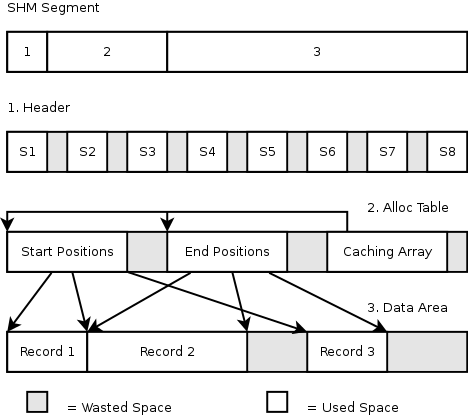 SHM Segment
1 2 3
1. Header
S1 S2 S3 S4 S5 S6 S7 S8
2. Alloc Table
Start Positions End Positions Caching Array
3. Data Area
Record 1 Record 2 Record 3
= Wasted Space = Used Space